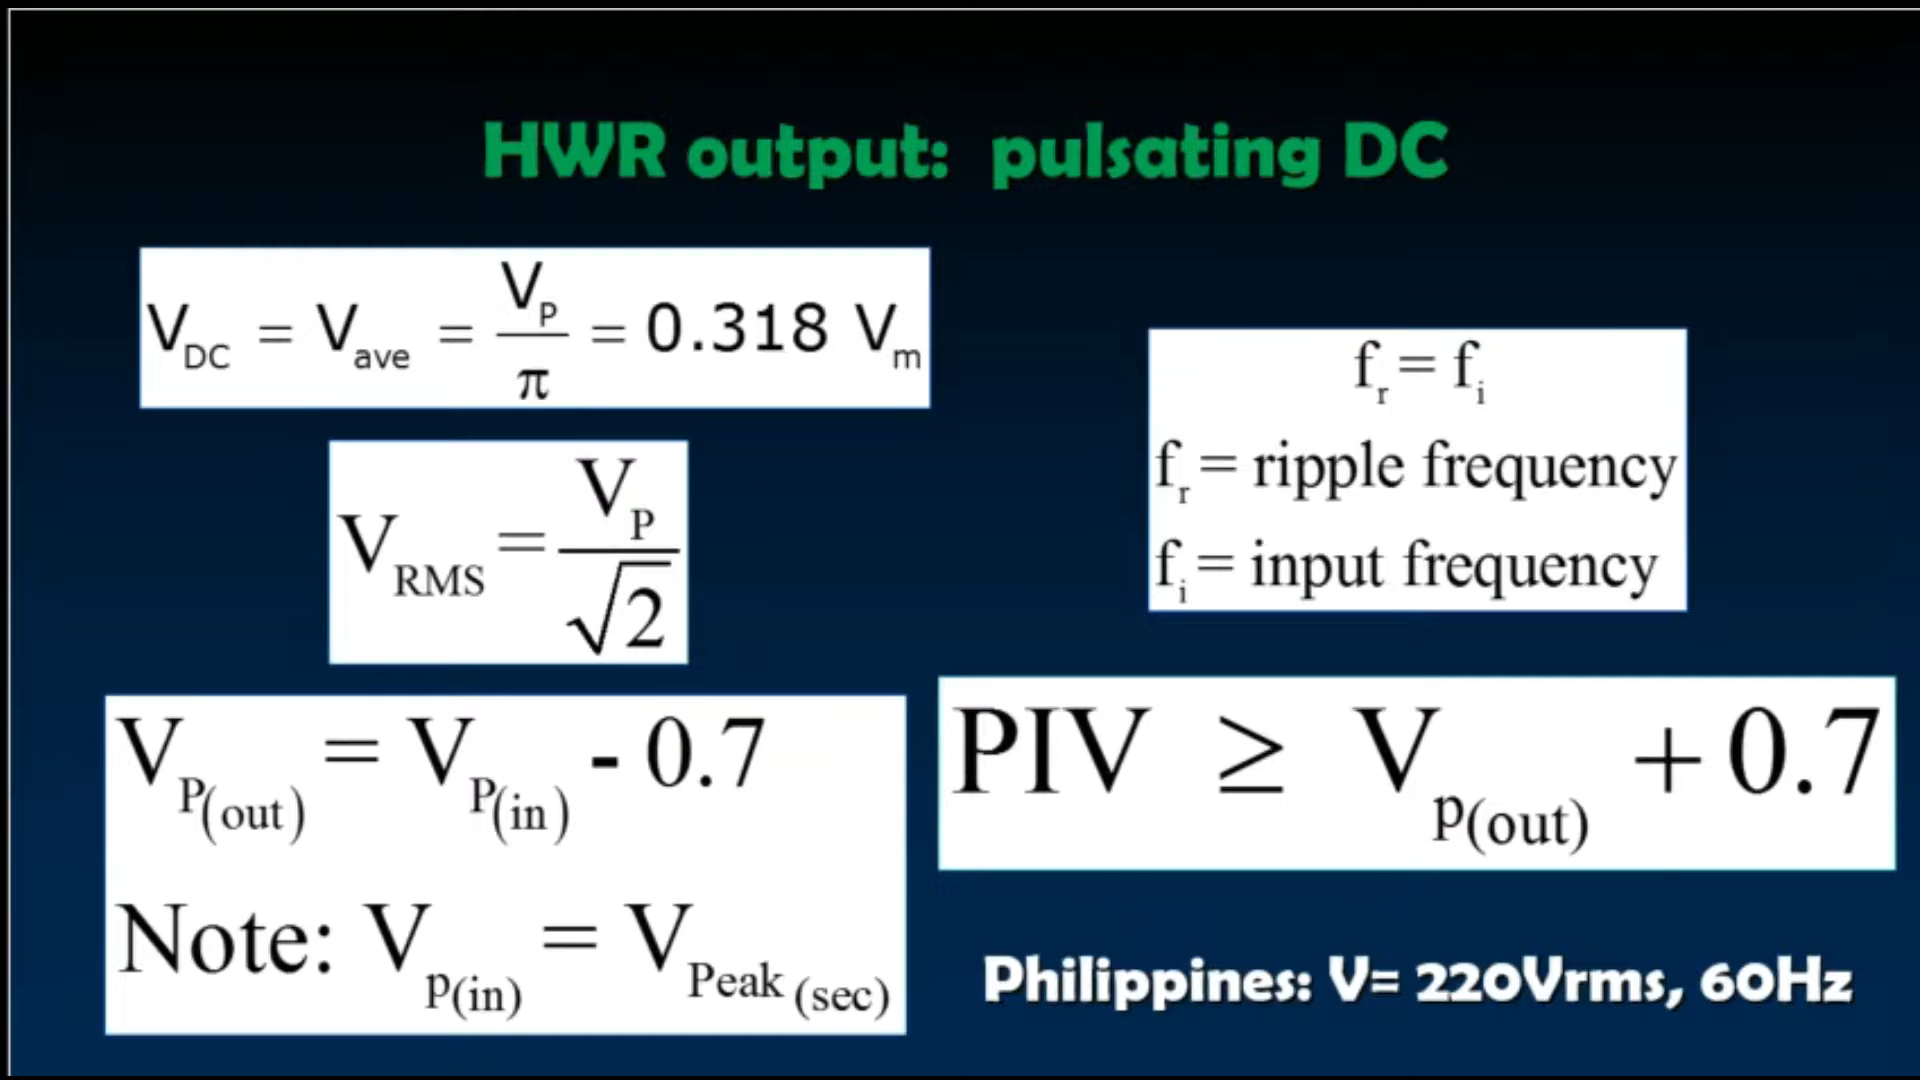 HWR output: pulsating DC
V_DC = V_ave = V_P / π = 0.318 V_m
V_RMS = V_P / √2
f_r = f_i
f_r = ripple frequency
f_i = input frequency
V_P(out) = V_P(in) - 0.7
Note: V_p(in) = V_Peak (sec)
PIV ≥ V_p(out) + 0.7
Philippines: V= 220Vrms, 60Hz